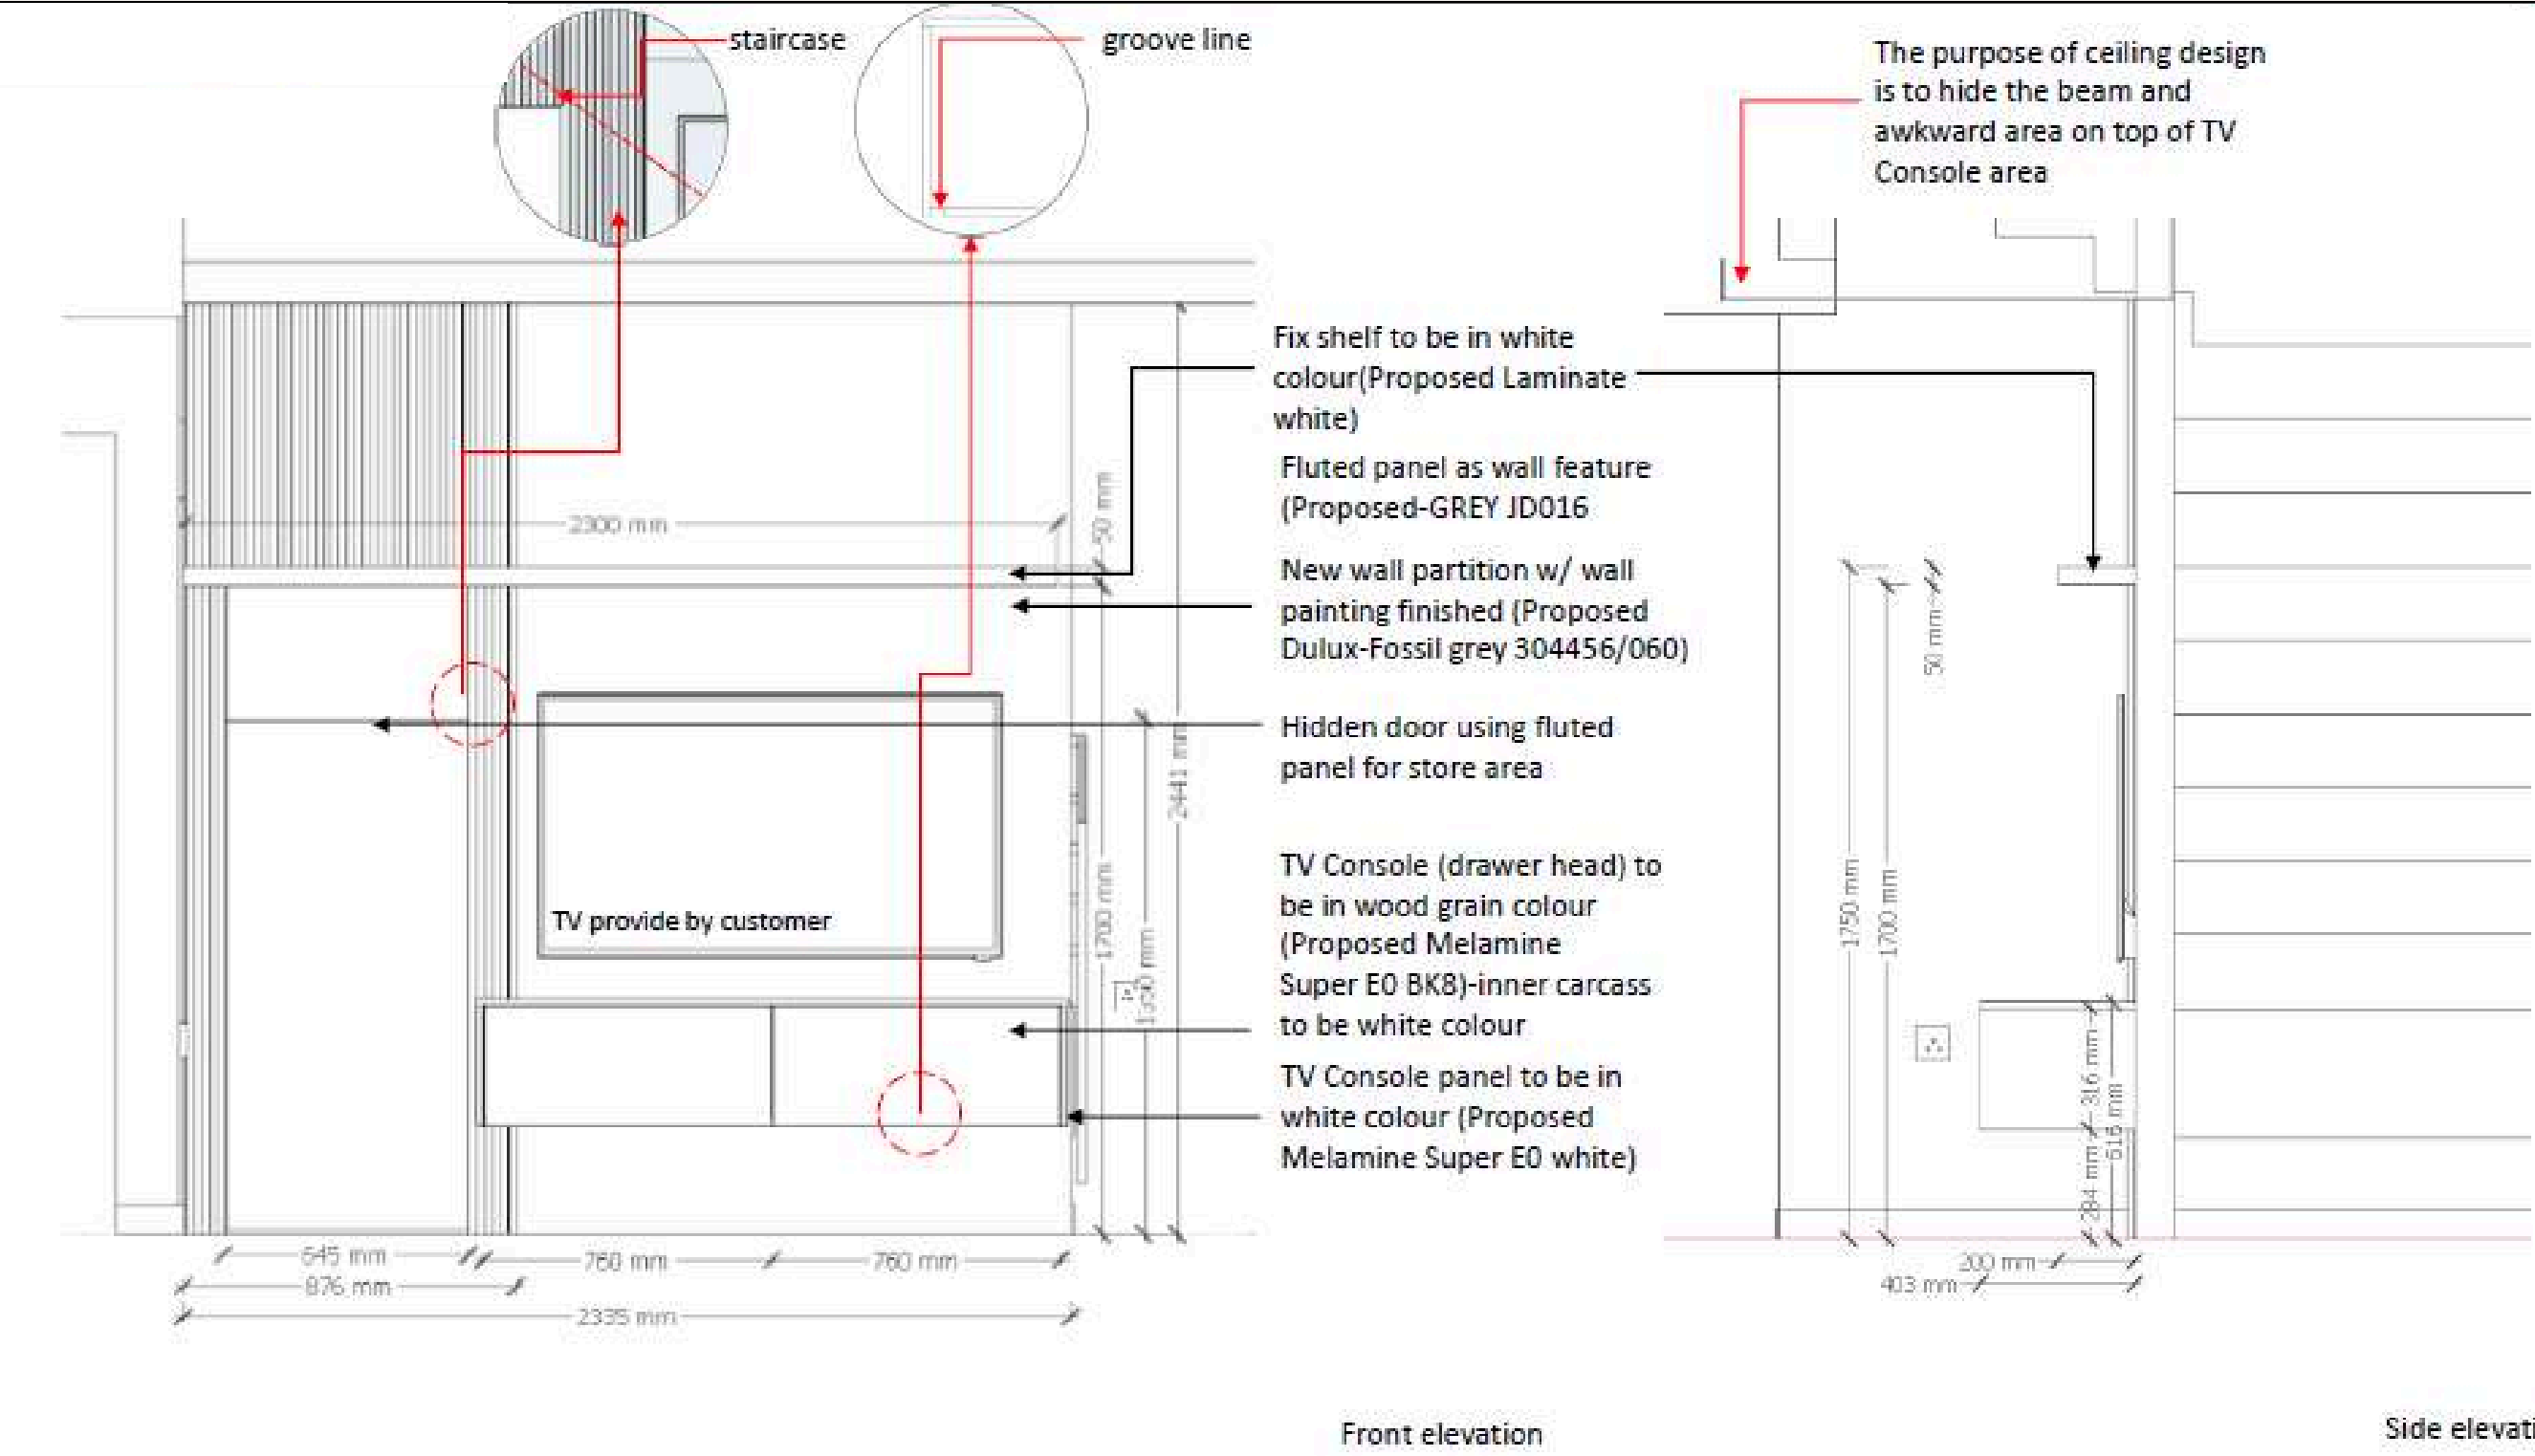 staircase
groove line
The purpose of ceiling design
is to hide the beam and
awkward area on top of TV
Console area
Fix shelf to be in white
colour(Proposed Laminate
white)
Fluted panel as wall feature
(Proposed-GREY JD016
New wall partition w/ wall
painting finished (Proposed
Dulux-Fossil grey 304456/060)
Hidden door using fluted
panel for store area
TV Console (drawer head) to
be in wood grain colour
(Proposed Melamine
Super E0 BK8)-inner carcass
to be white colour
TV Console panel to be in
white colour (Proposed
Melamine Super E0 white)
TV provide by customer
2300 mm
50 mm
2441 mm
1700 mm
mm
645 mm
760 mm
760 mm
876 mm
2335 mm
50 mm
1750 mm
1700 mm
316 mm
284 mm
616 mm
200 mm
403 mm
Front elevation
Side elevati